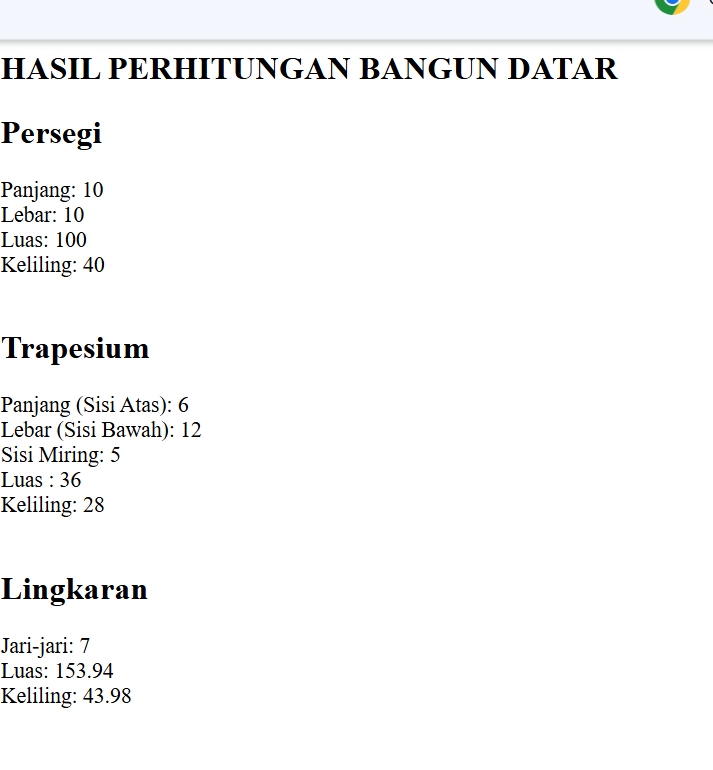 HASIL PERHITUNGAN BANGUN DATAR
Persegi
Panjang: 10
Lebar: 10
Luas: 100
Keliling: 40
Trapesium
Panjang (Sisi Atas): 6
Lebar (Sisi Bawah): 12
Sisi Miring: 5
Luas : 36
Keliling: 28
Lingkaran
Jari-jari: 7
Luas: 153.94
Keliling: 43.98